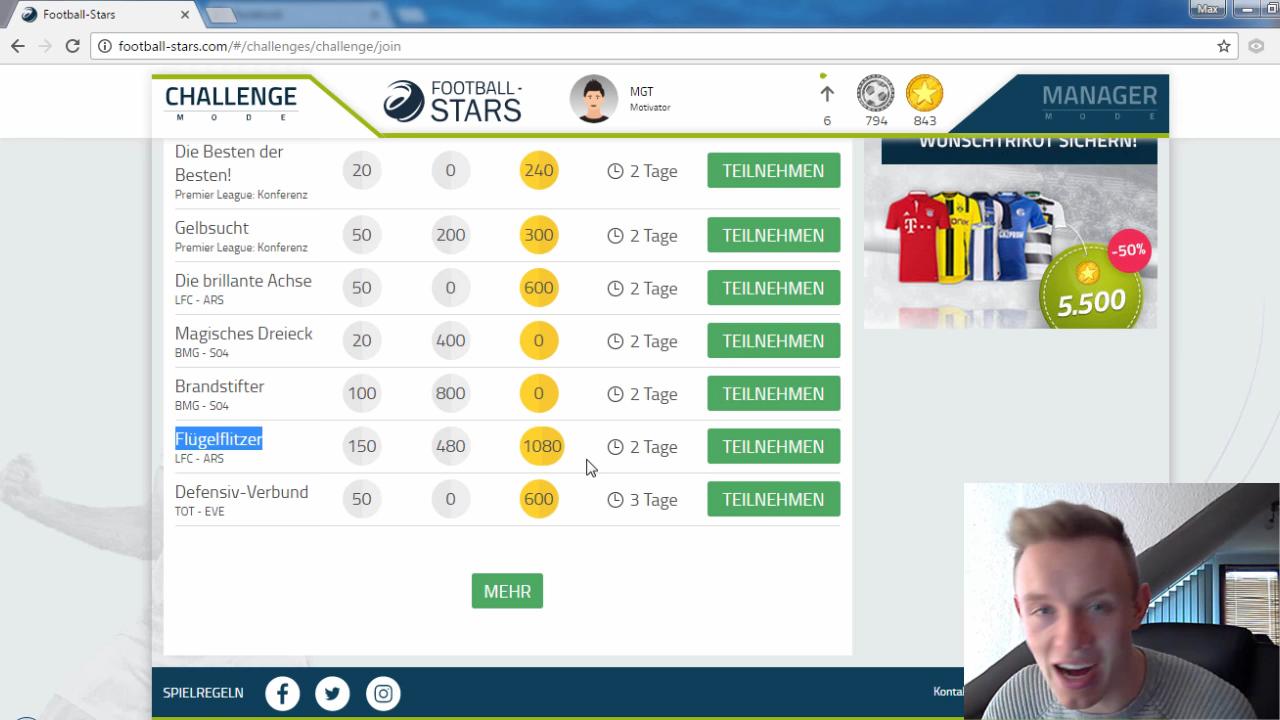 Football-Stars
Max
football-stars.com/#/challenges/challenge/join
CHALLENGE
MODE
FOOTBALL-
STARS
MGT
Motivator
6
794
843
MANAGER
MODE
Die Besten der
Besten!
Premier League: Konferenz
20 0 240 2 Tage TEILNEHMEN
Gelbsucht
Premier League: Konferenz
50 200 300 2 Tage TEILNEHMEN
Die brillante Achse
LFC - ARS
50 0 600 2 Tage TEILNEHMEN
Magisches Dreieck
BMG - S04
20 400 0 2 Tage TEILNEHMEN
Brandstifter
BMG - S04
100 800 0 2 Tage TEILNEHMEN
Flügelflitzer
LFC - ARS
150 480 1080 2 Tage TEILNEHMEN
Defensiv-Verbund
TOT - EVE
50 0 600 3 Tage TEILNEHMEN
MEHR
WUNSCHTRIKOT SICHERN!
-50%
5.500
SPIELREGELN